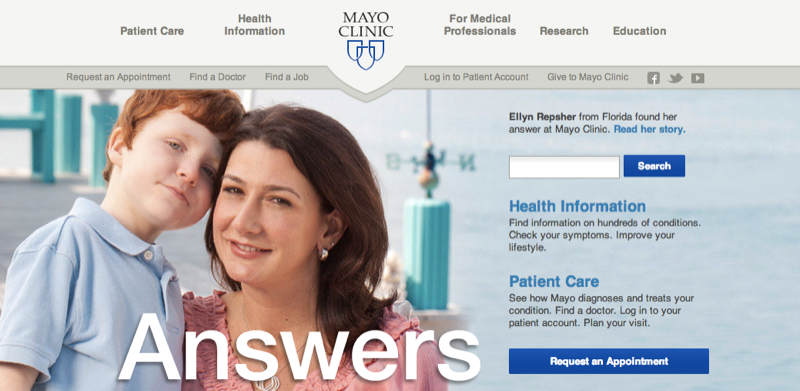 Patient Care
Health
Information
MAYO
CLINIC
For Medical
Professionals
Research
Education
Request an Appointment
Find a Doctor
Find a Job
Log in to Patient Account
Give to Mayo Clinic
Ellyn Repsher from Florida found her
answer at Mayo Clinic. Read her story.
Search
Health Information
Find information on hundreds of conditions.
Check your symptoms. Improve your
lifestyle.
Patient Care
See how Mayo diagnoses and treats your
condition. Find a doctor. Log in to your
patient account. Plan your visit.
Request an Appointment
Answers